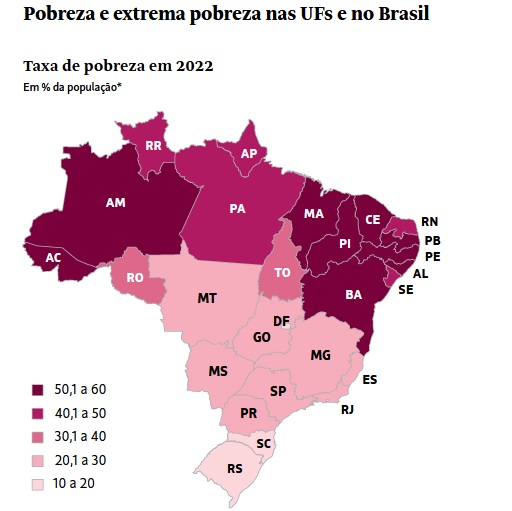 Pobreza e extrema pobreza nas UFs e no Brasil
Taxa de pobreza em 2022
Em % da população*
RR
AP
AM
PA
MA
CE
RN
PB
PI
PE
AC
AL
TO
RO
SE
BA
MT
DF
GO
MG
MS
ES
SP
RJ
PR
SC
RS
50,1 a 60
40,1 a 50
30,1 a 40
20,1 a 30
10 a 20